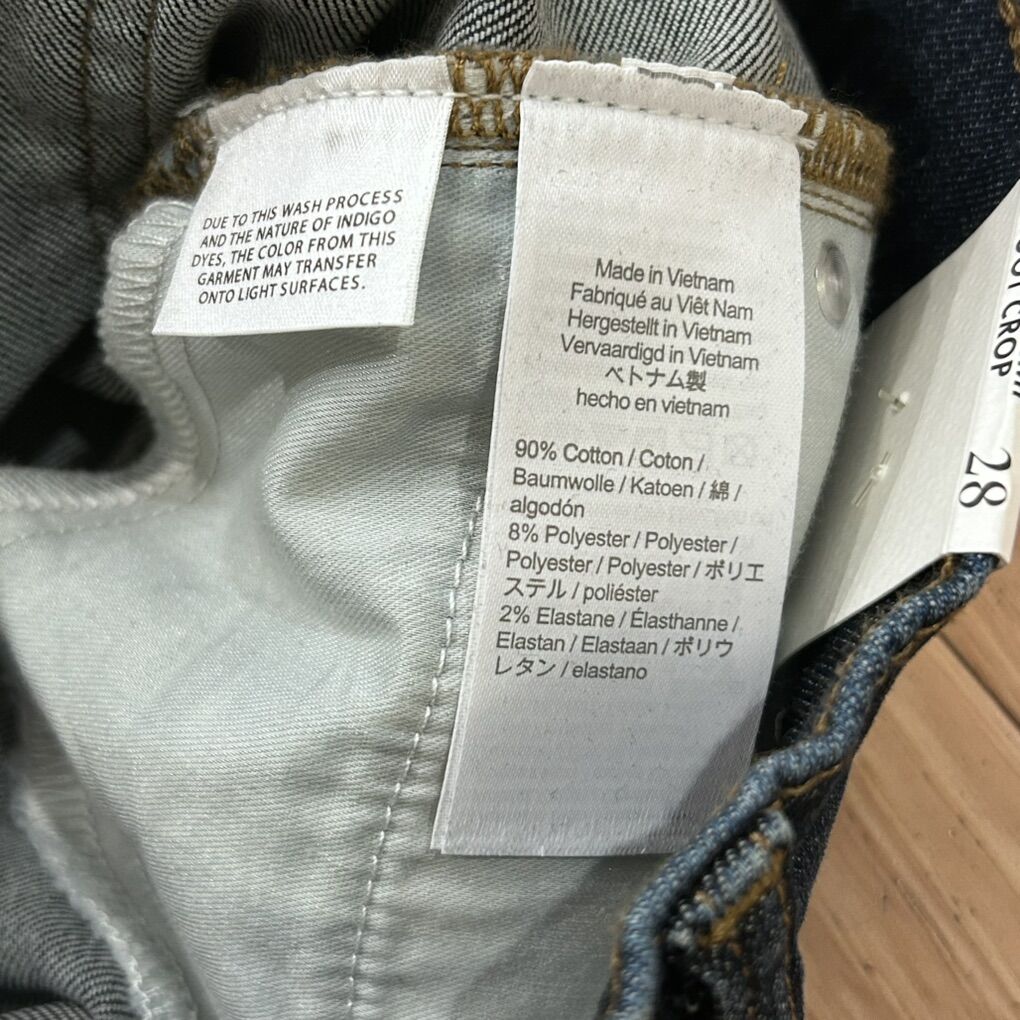 DUE TO THIS WASH PROCESS
AND THE NATURE OF INDIGO
DYES, THE COLOR FROM THIS
GARMENT MAY TRANSFER
ONTO LIGHT SURFACES.
Made in Vietnam
Fabriqué au Viêt Nam
Hergestellt in Vietnam
Vervaardigd in Vietnam
ベトナム製
hecho en vietnam
90% Cotton / Coton /
Baumwolle / Katoen / 綿 /
algodón
8% Polyester / Polyester /
Polyester / Polyester / ポリエ
ステル / poliéster
2% Elastane / Élasthanne /
Elastan / Elastaan / ポリウ
レタン / elastano
CROP
28